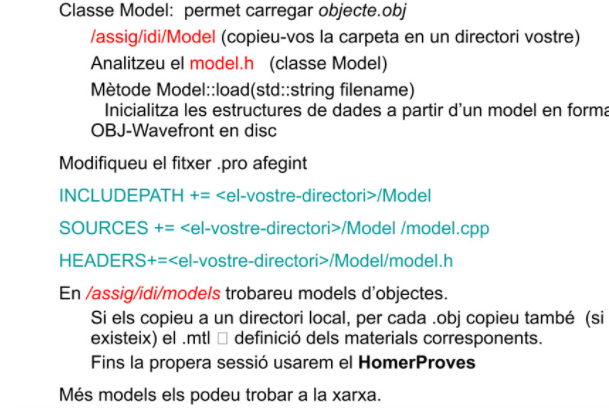 Classe Model: permet carregar objecte.obj
/assig/idi/Model (copieu-vos la carpeta en un directori vostre)
Analitzeu el model.h (classe Model)
Mètode Model::load(std::string filename)
Inicialitza les estructures de dades a partir d’un model en forma
OBJ-Wavefront en disc
Modifiqueu el fitxer .pro afegint
INCLUDEPATH += <el-vostre-directori>/Model
SOURCES += <el-vostre-directori>/Model /model.cpp
HEADERS+=<el-vostre-directori>/Model/model.h
En /assig/idi/models trobareu models d’objectes.
Si els copieu a un directori local, per cada .obj copieu també (si
existeix) el .mtl □ definició dels materials corresponents.
Fins la propera sessió usarem el HomerProves
Més models els podeu trobar a la xarxa.